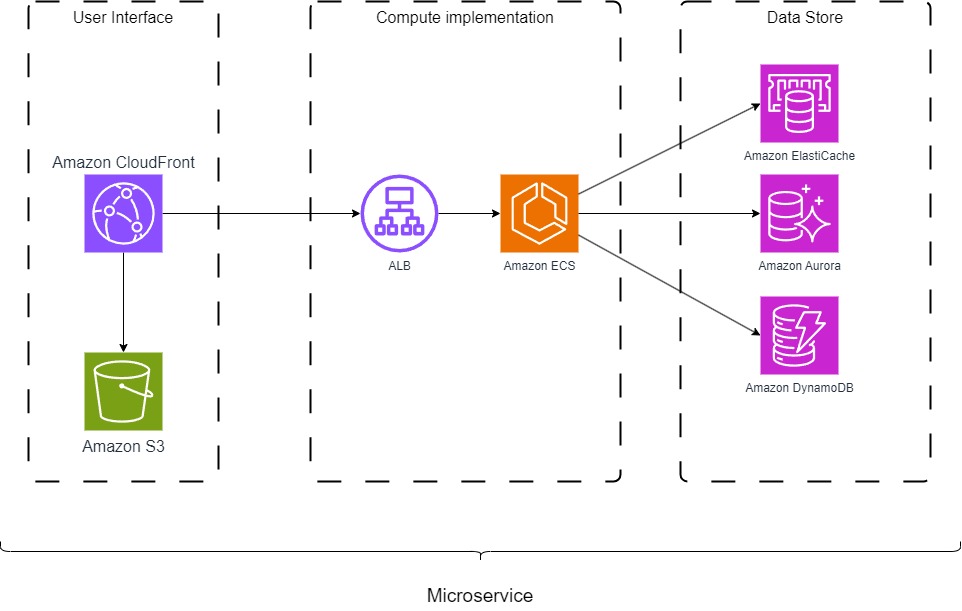 User Interface
Compute implementation
Data Store
Amazon CloudFront
Amazon S3
ALB
Amazon ECS
Amazon ElastiCache
Amazon Aurora
Amazon DynamoDB
Microservice